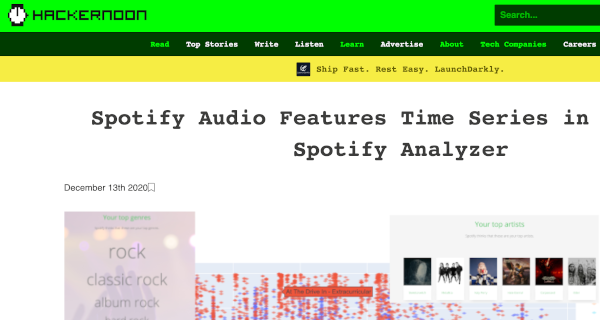 HACKERNOON
Search...
Read Top Stories Write Listen Learn Advertise About Tech Companies Careers
Ship Fast. Rest Easy. LaunchDarkly.
Spotify Audio Features Time Series in
Spotify Analyzer
December 13th 2020
Your top genres
rock
classic rock
album rock
hard rock
Your top artists